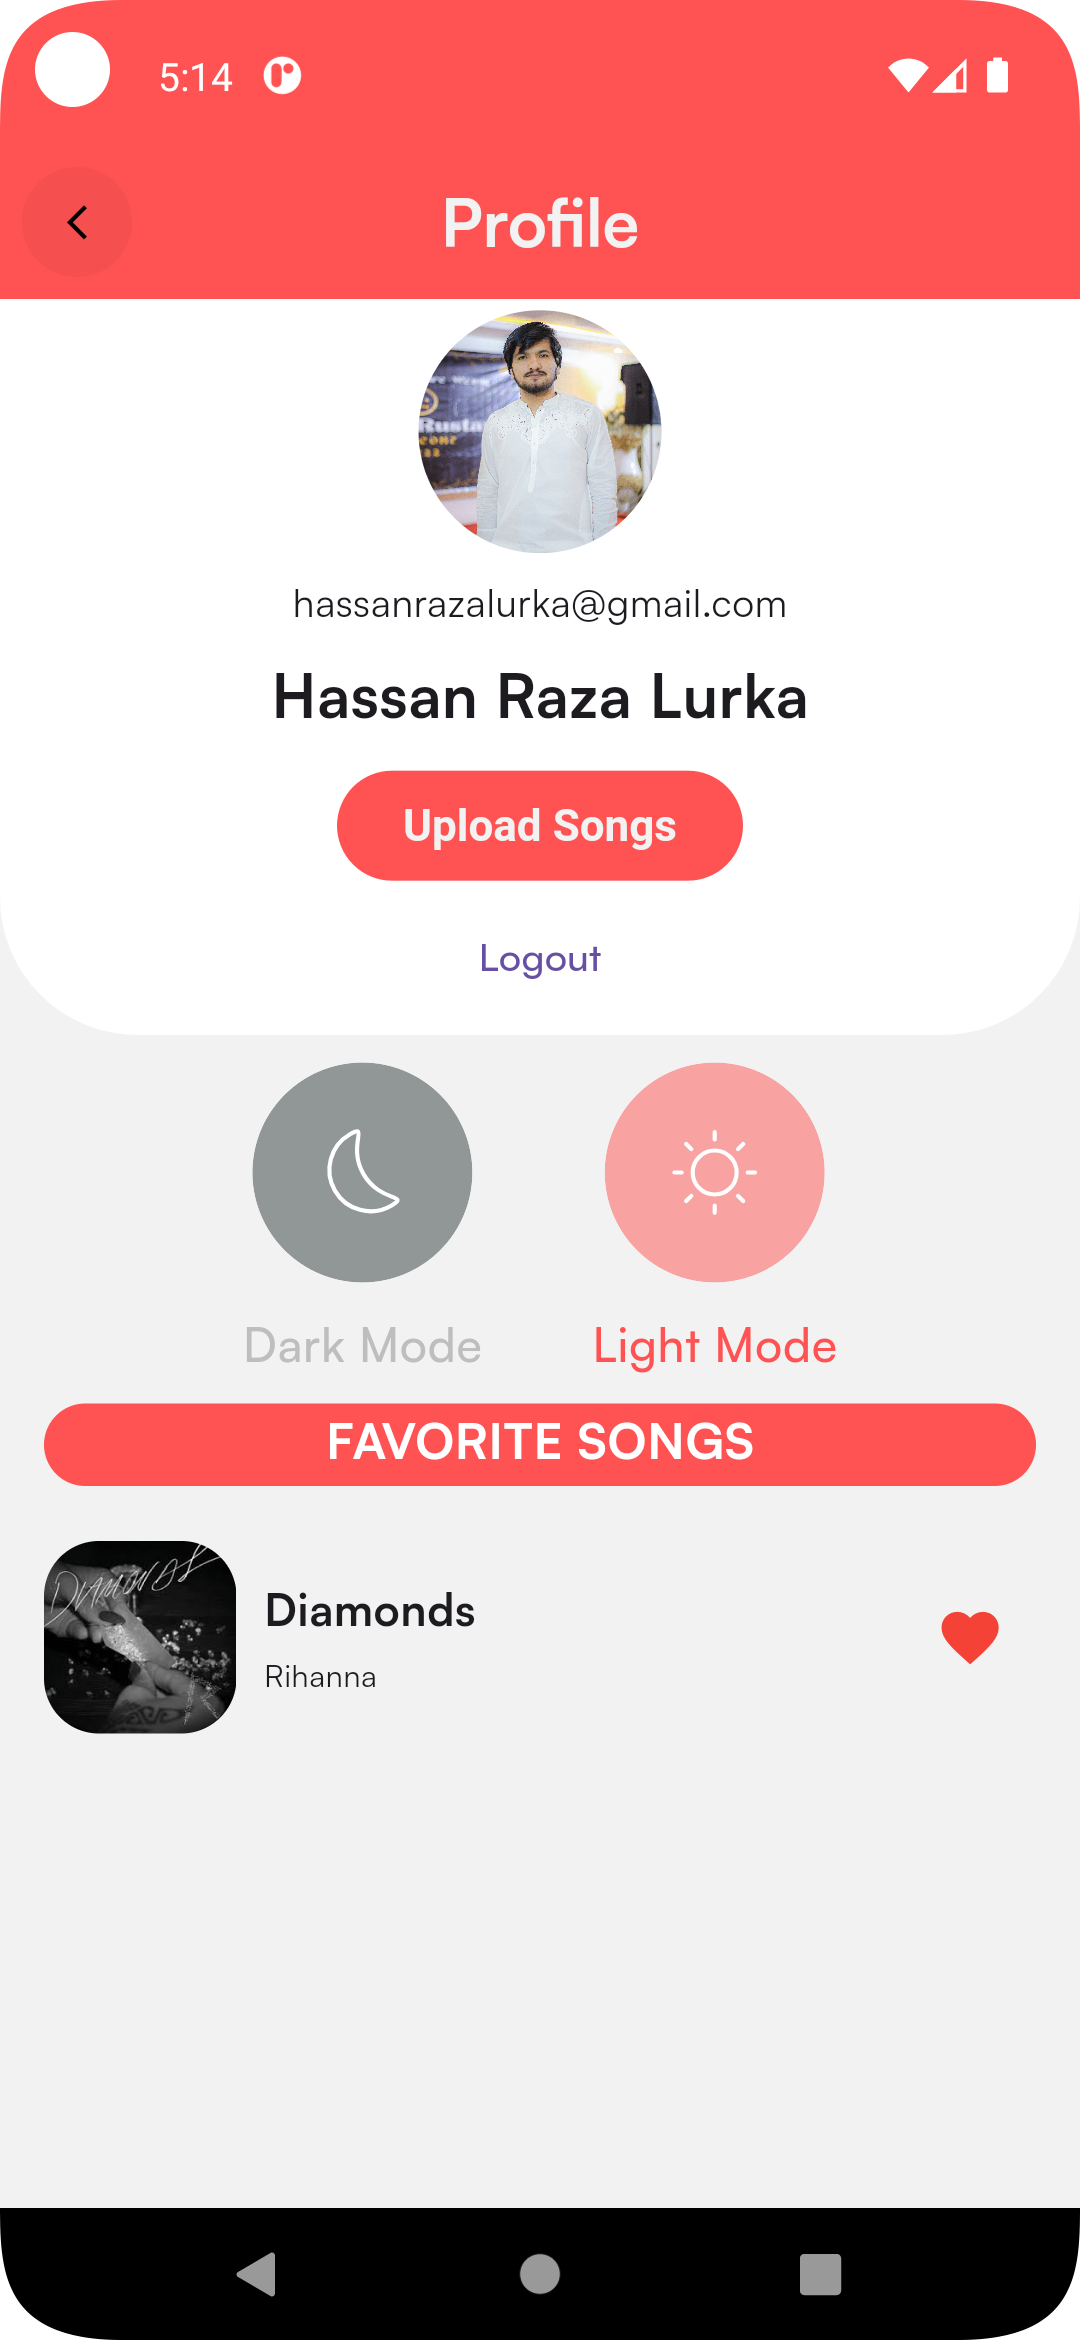 5:14
Profile
hassanrazalurka@gmail.com
Hassan Raza Lurka
Upload Songs
Logout
Dark Mode
Light Mode
FAVORITE SONGS
DIAMONDS
Diamonds
Rihanna